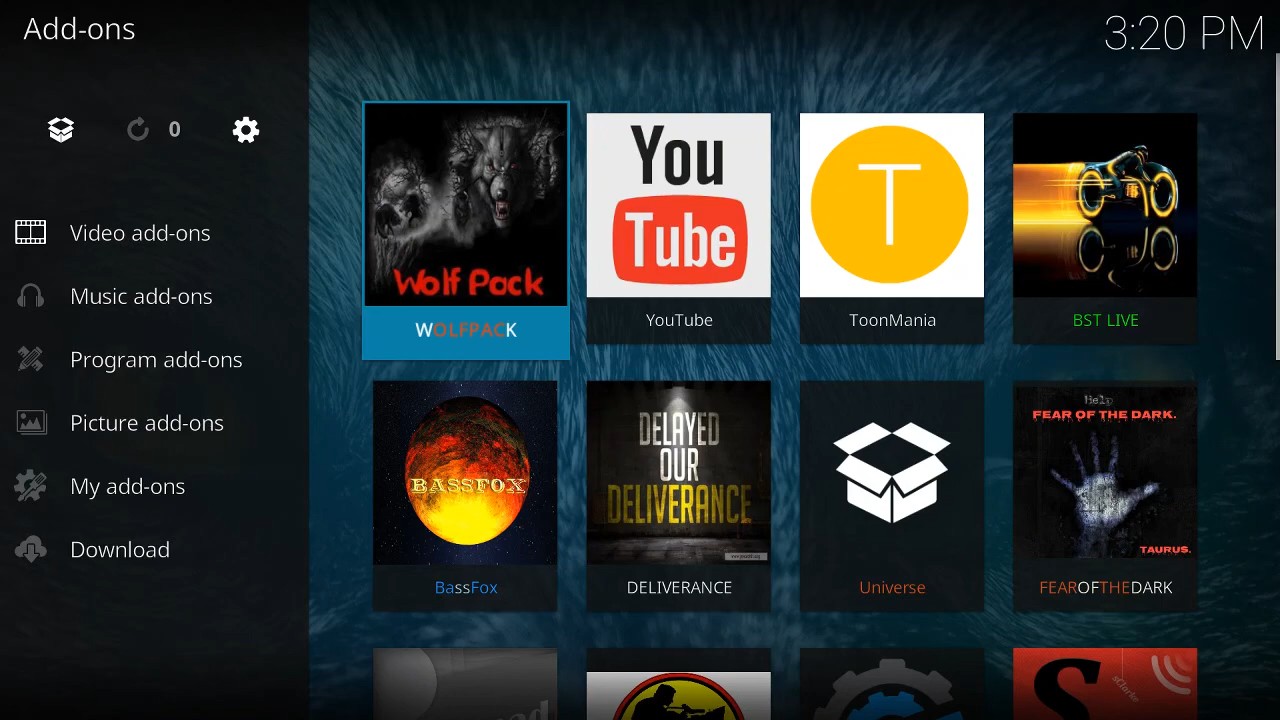 Add-ons
3:20 PM
0
Video add-ons
Music add-ons
Program add-ons
Picture add-ons
My add-ons
Download
Wolf Pack
WOLFPACK
You
Tube
YouTube
T
ToonMania
BST LIVE
BASSFOX
BassFox
DELAYED
OUR
DELIVERANCE
DELIVERANCE
Universe
Help
FEAR OF THE DARK.
TAURUS.
FEAROFTHEDARK
S